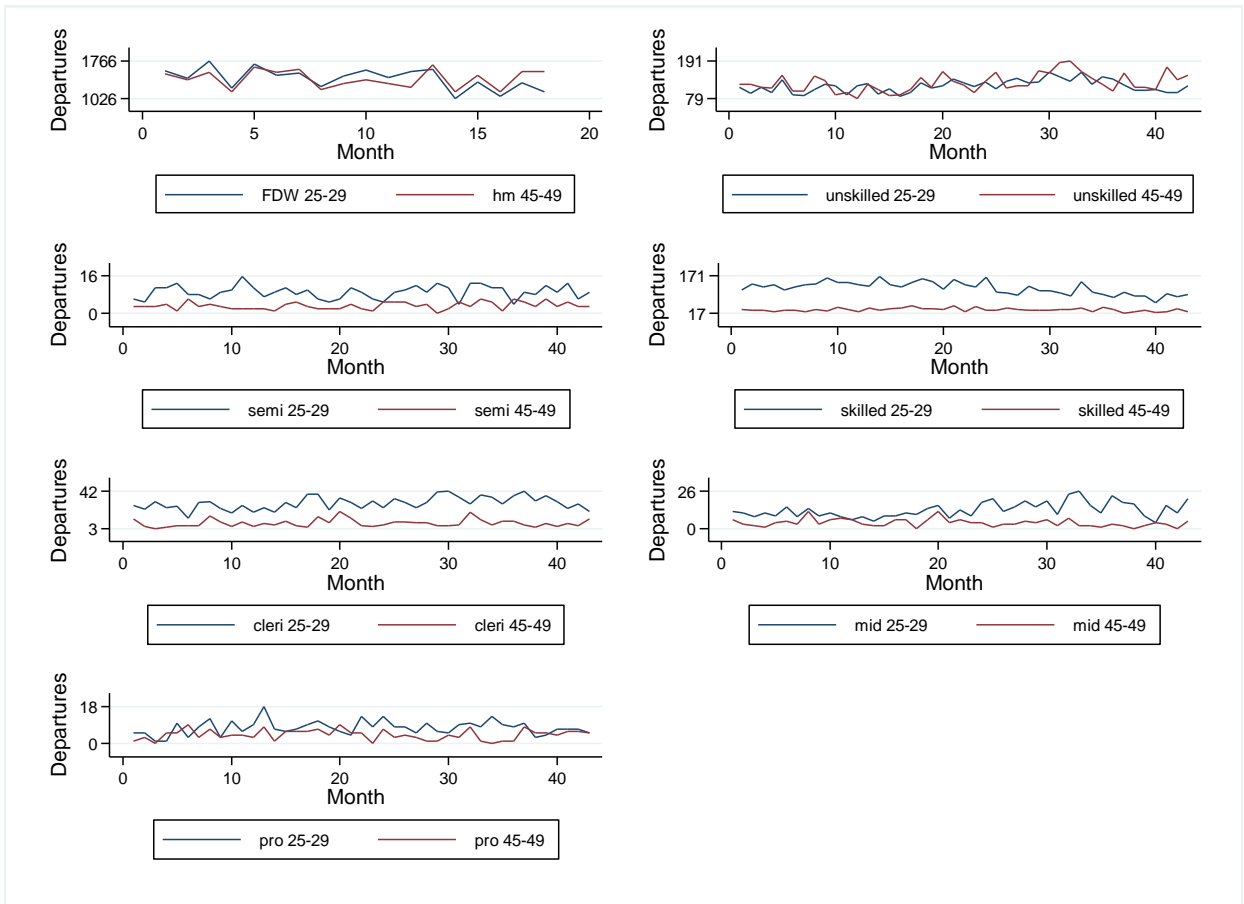 Departures
1766
1026
0 5 10 15 20
Month
FDW 25-29 hm 45-49
Departures
191
79
0 10 20 30 40
Month
unskilled 25-29 unskilled 45-49
Departures
16
0
0 10 20 30 40
Month
semi 25-29 semi 45-49
Departures
171
17
0 10 20 30 40
Month
skilled 25-29 skilled 45-49
Departures
42
3
0 10 20 30 40
Month
cleri 25-29 cleri 45-49
Departures
26
0
0 10 20 30 40
Month
mid 25-29 mid 45-49
Departures
18
0
0 10 20 30 40
Month
pro 25-29 pro 45-49